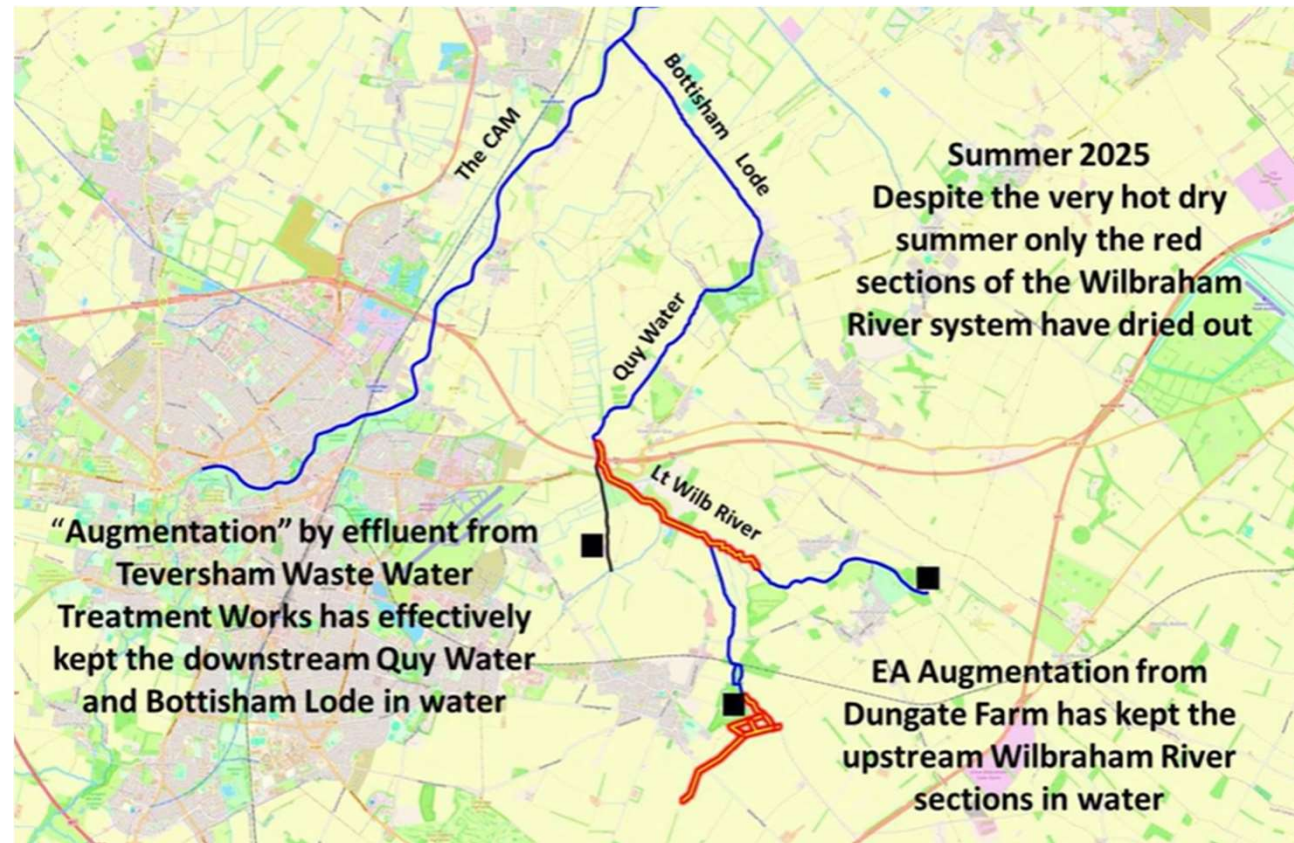 The CAM
Bottisham Lode
Summer 2025
Despite the very hot dry
summer only the red
sections of the Wilbraham
River system have dried out
Quy Water
Lt Wilb River
“Augmentation” by effluent from
Teversham Waste Water
Treatment Works has effectively
kept the downstream Quy Water
and Bottisham Lode in water
EA Augmentation from
Dungate Farm has kept the
upstream Wilbraham River
sections in water